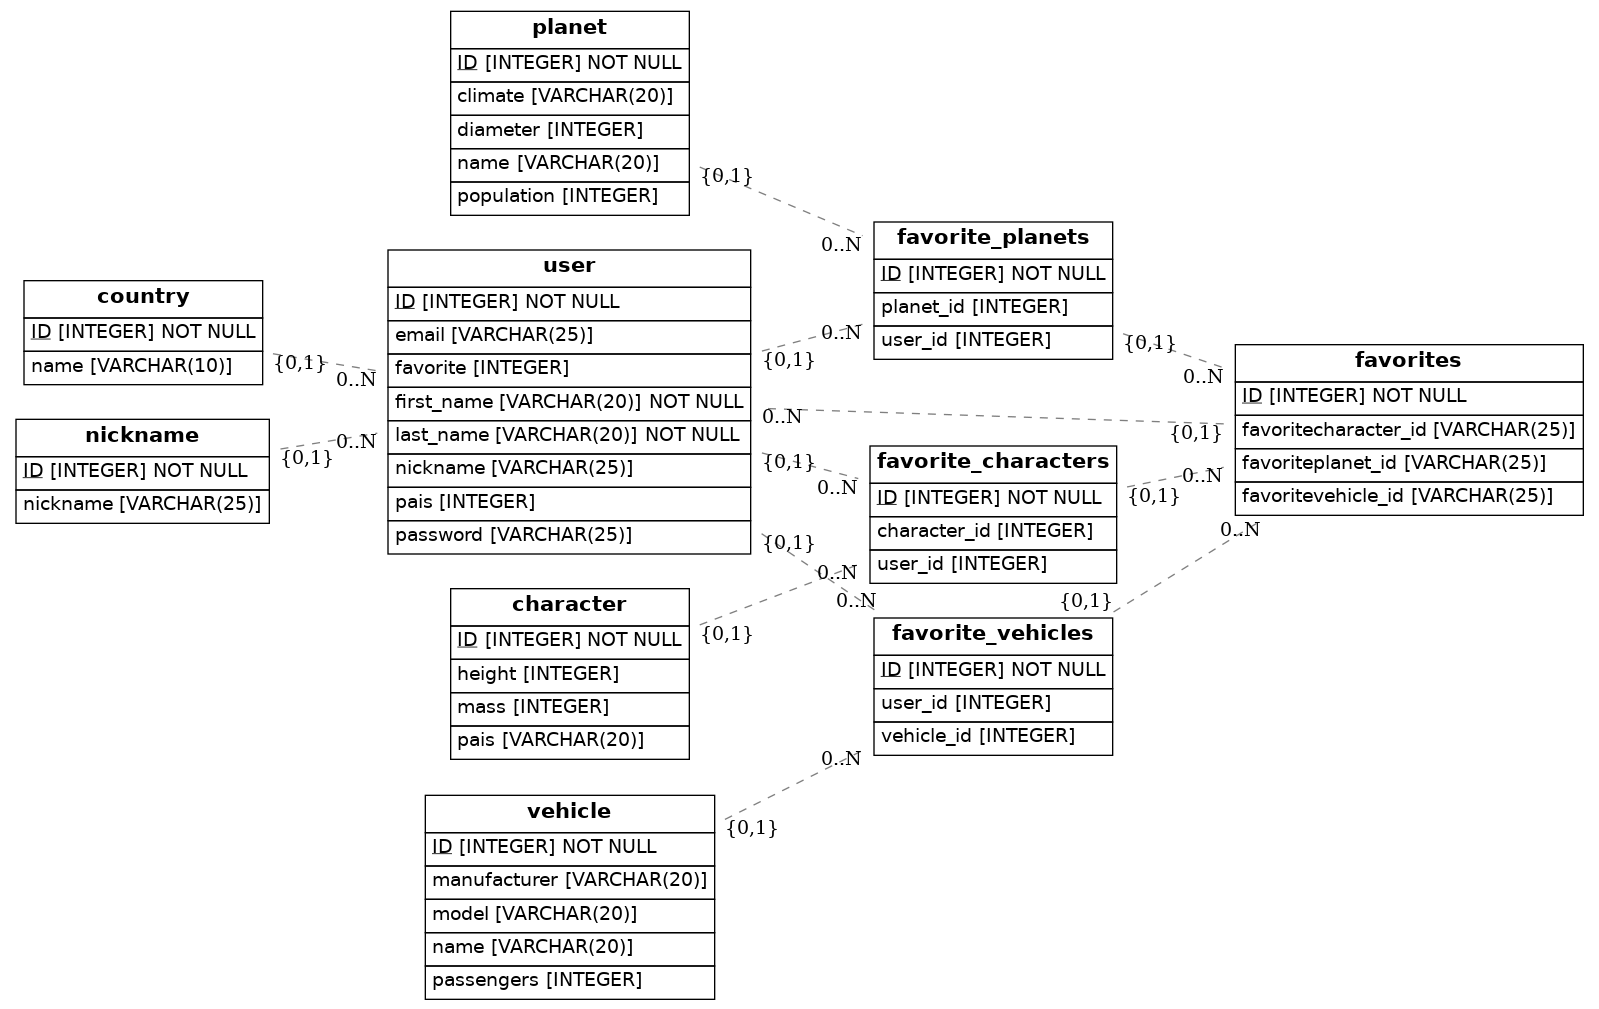 planet
ID [INTEGER] NOT NULL
climate [VARCHAR(20)]
diameter [INTEGER]
name [VARCHAR(20)]
population [INTEGER]
{0,1}
0..N
country
ID [INTEGER] NOT NULL
name [VARCHAR(10)]
{0,1}
0..N
nickname
ID [INTEGER] NOT NULL
nickname [VARCHAR(25)]
{0,1}
0..N
user
ID [INTEGER] NOT NULL
email [VARCHAR(25)]
favorite [INTEGER]
first_name [VARCHAR(20)] NOT NULL
last_name [VARCHAR(20)] NOT NULL
nickname [VARCHAR(25)]
pais [INTEGER]
password [VARCHAR(25)]
{0,1}
0..N
0..N
{0,1}
{0,1}
0..N
{0,1}
0..N
favorite_planets
ID [INTEGER] NOT NULL
planet_id [INTEGER]
user_id [INTEGER]
{0,1}
0..N
favorites
ID [INTEGER] NOT NULL
favoritecharacter_id [VARCHAR(25)]
favoriteplanet_id [VARCHAR(25)]
favoritevehicle_id [VARCHAR(25)]
favorite_characters
ID [INTEGER] NOT NULL
character_id [INTEGER]
user_id [INTEGER]
{0,1}
0..N
character
ID [INTEGER] NOT NULL
height [INTEGER]
mass [INTEGER]
pais [VARCHAR(20)]
{0,1}
0..N
favorite_vehicles
ID [INTEGER] NOT NULL
user_id [INTEGER]
vehicle_id [INTEGER]
{0,1}
0..N
vehicle
ID [INTEGER] NOT NULL
manufacturer [VARCHAR(20)]
model [VARCHAR(20)]
name [VARCHAR(20)]
passengers [INTEGER]
{0,1}
0..N